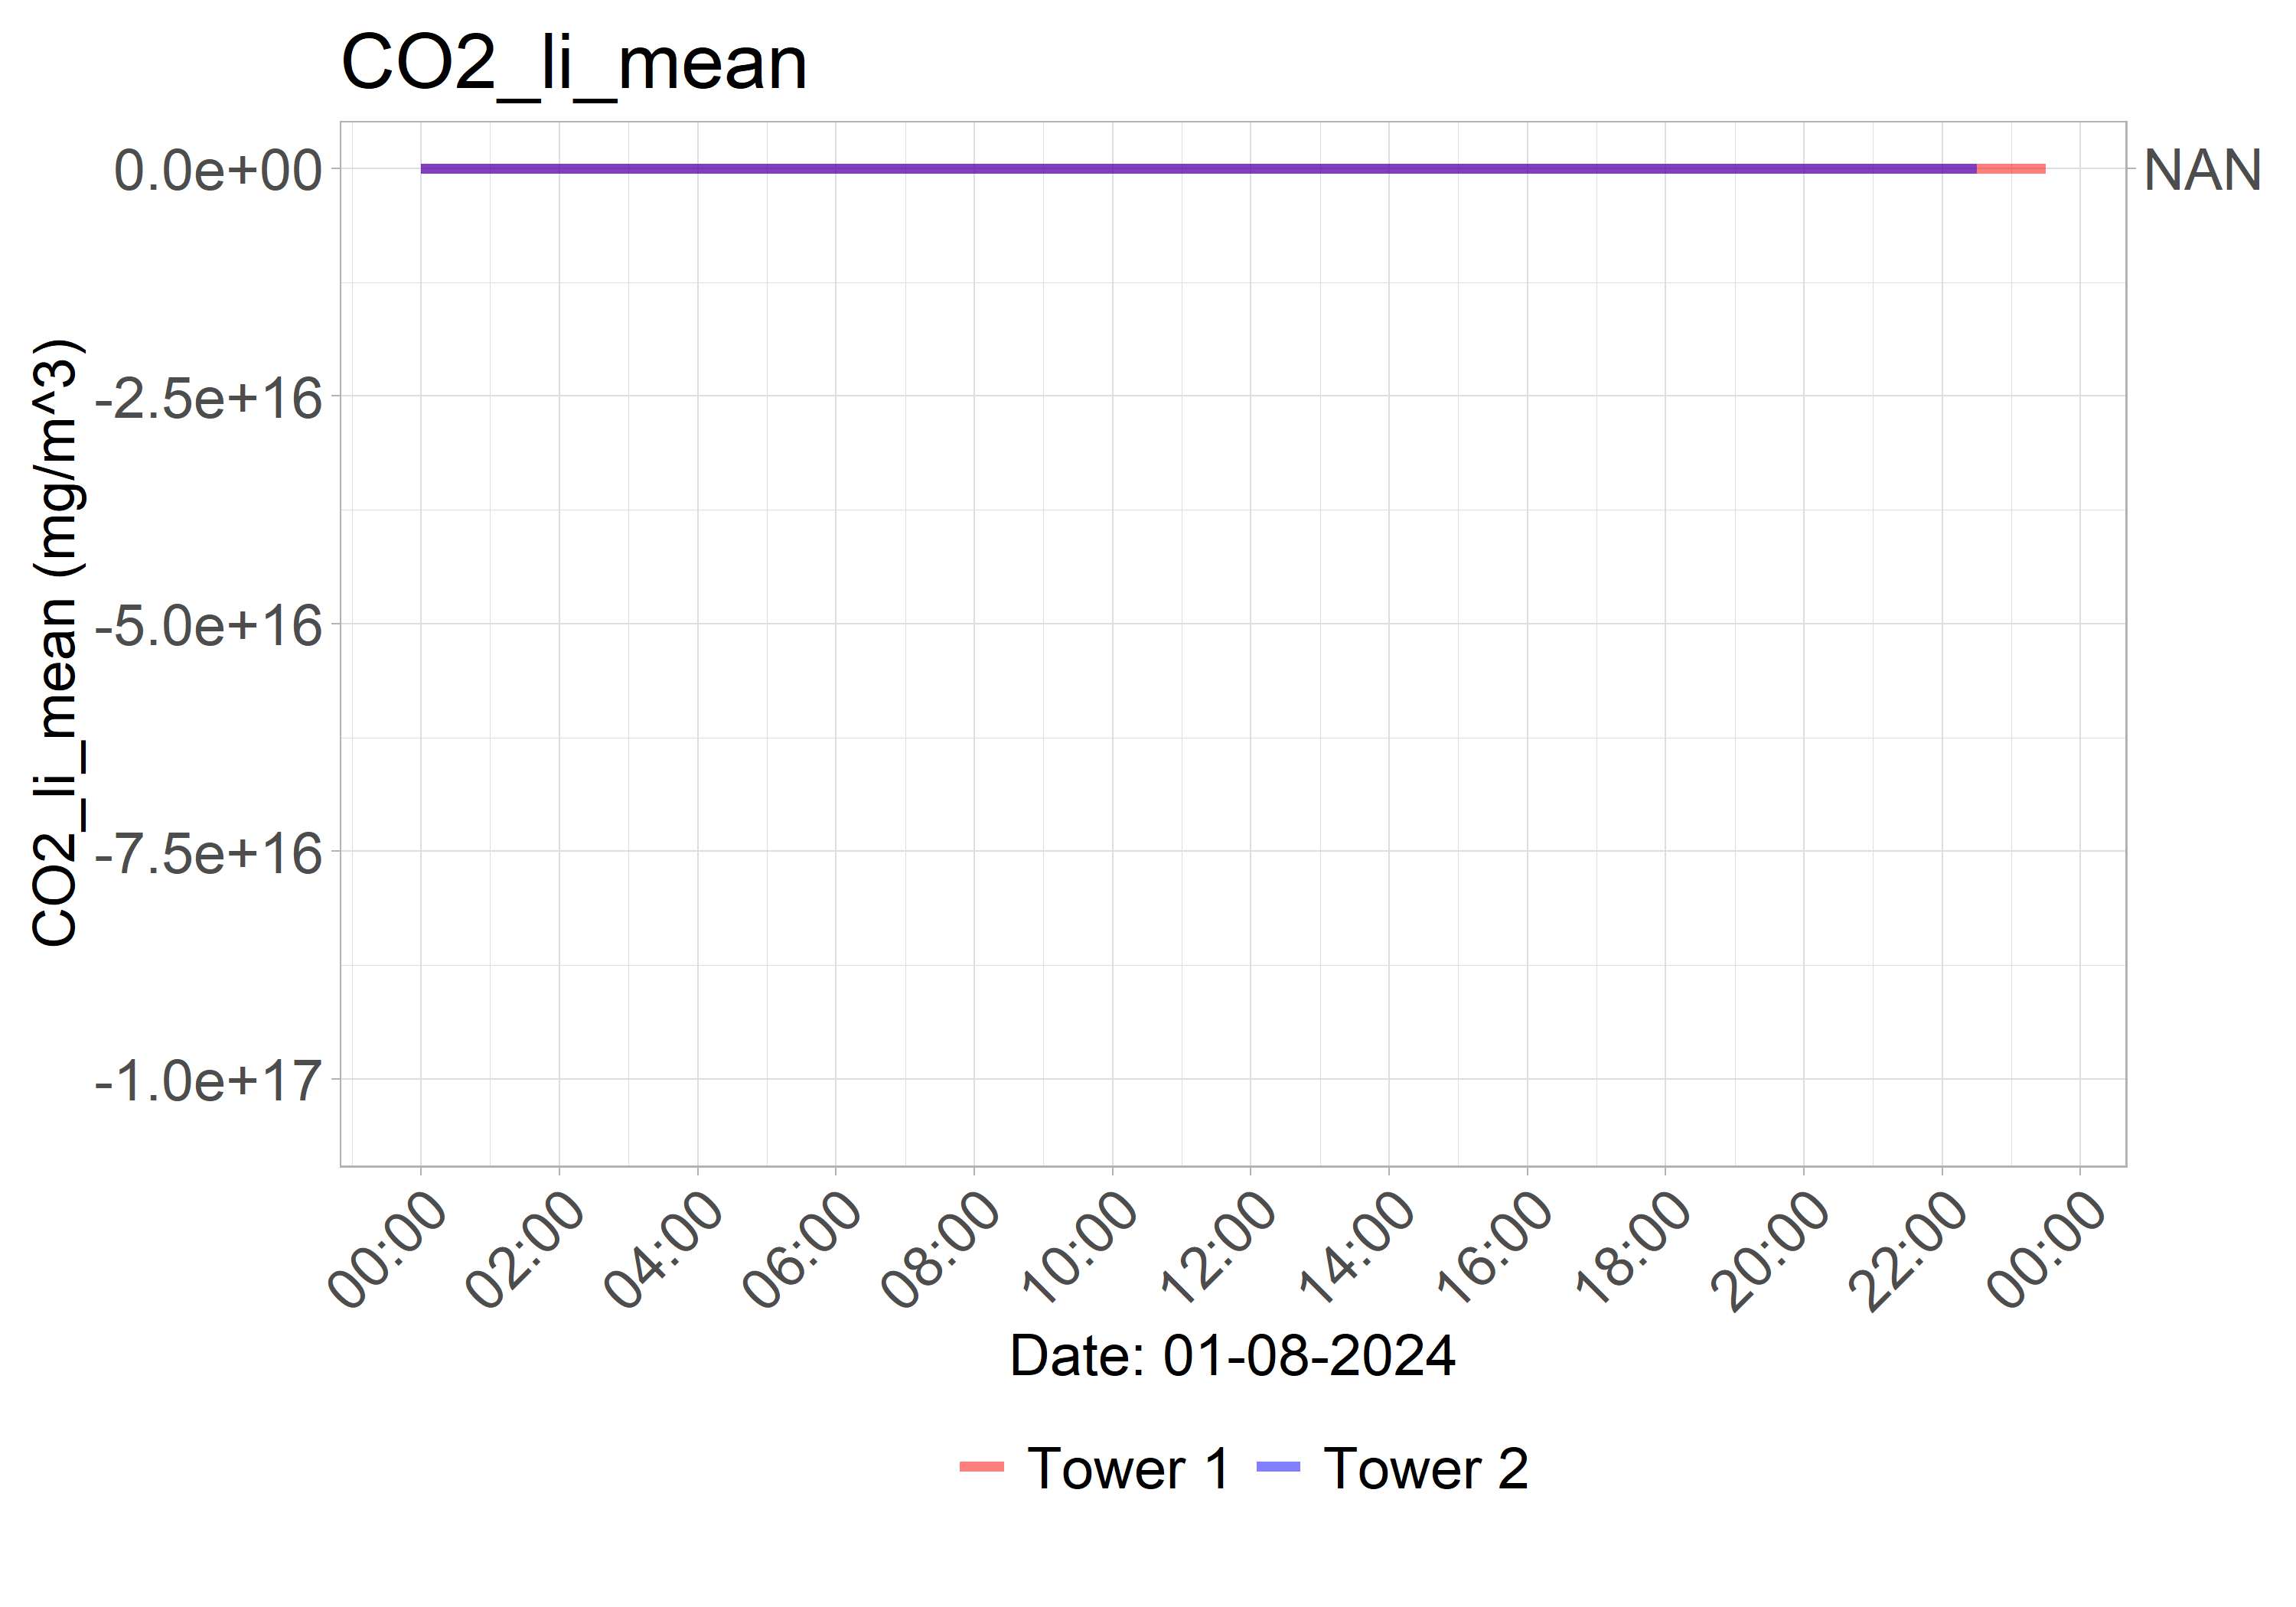 CO2_li_mean
CO2_li_mean (mg/m^3)
0.0e+00
-2.5e+16
-5.0e+16
-7.5e+16
-1.0e+17
NAN
00:00
02:00
04:00
06:00
08:00
10:00
12:00
14:00
16:00
18:00
20:00
22:00
00:00
Date: 01-08-2024
Tower 1
Tower 2